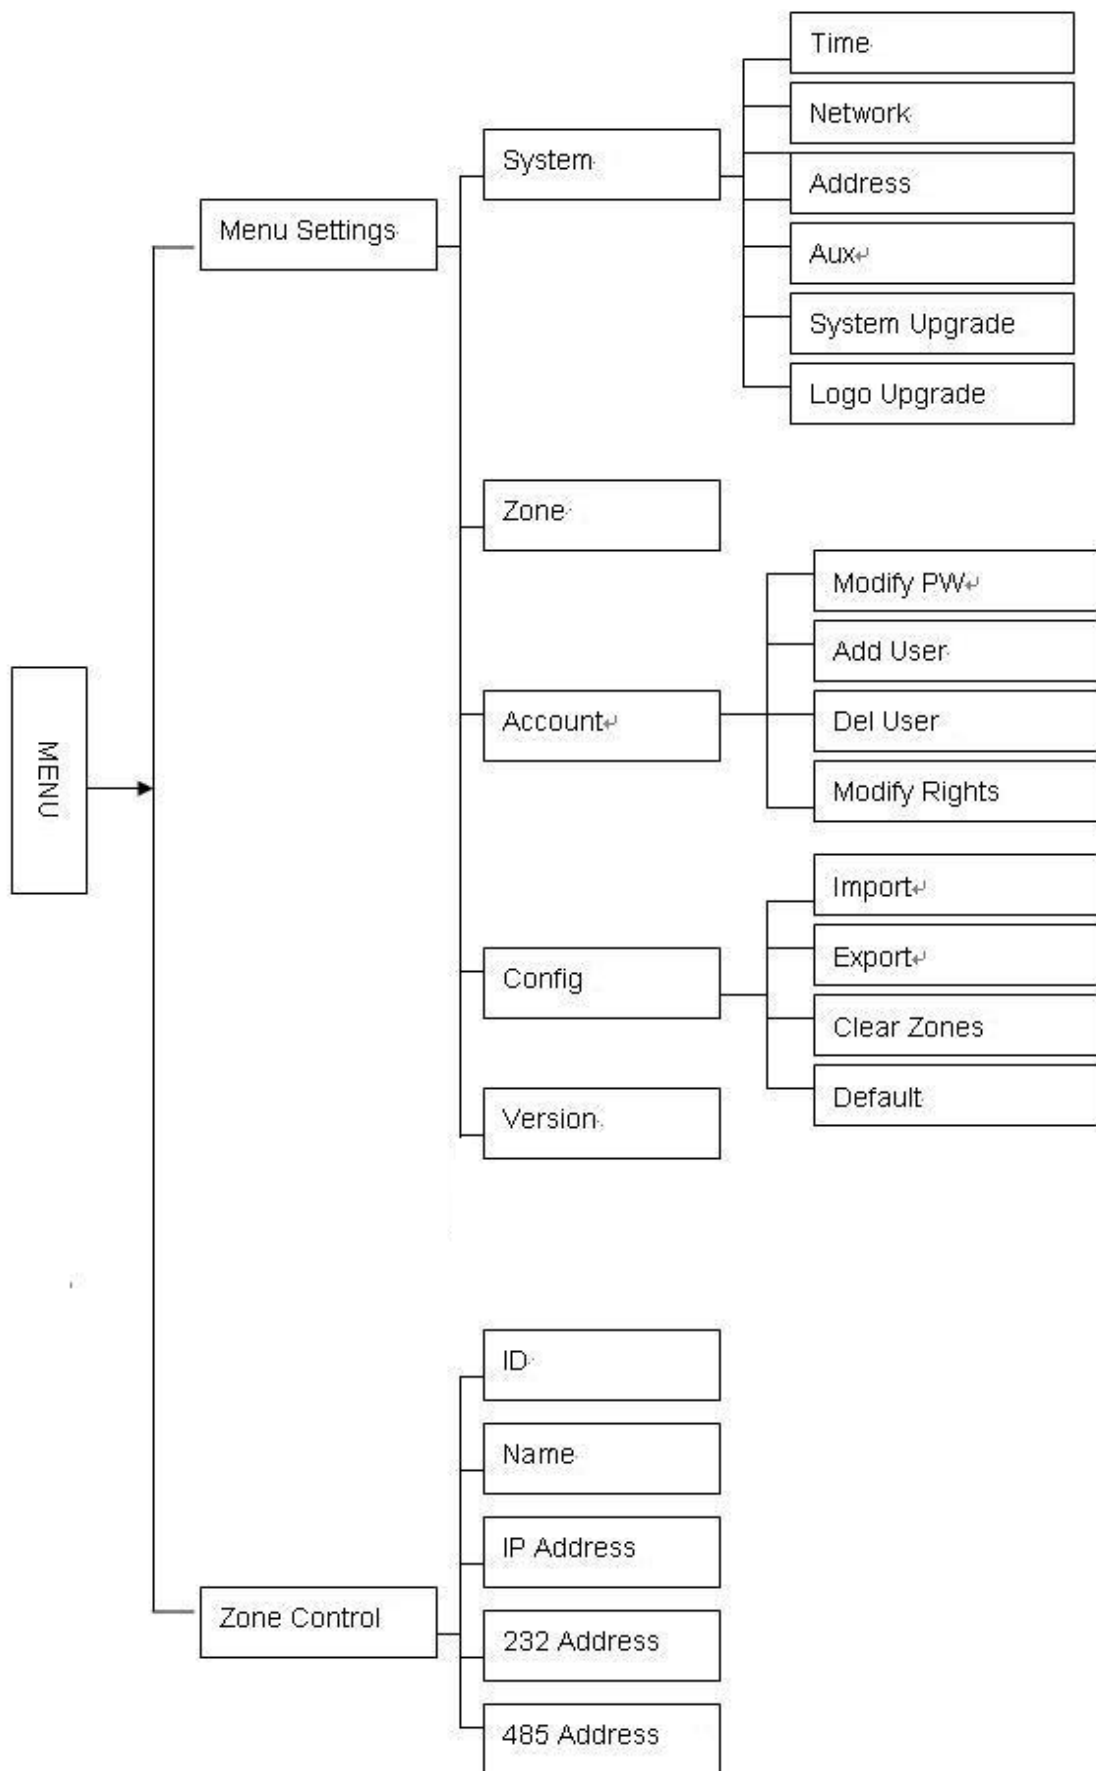 Time
Network
System
Address
Menu Settings
Aux↵
System Upgrade
Logo Upgrade
Zone
Modify PW↵
Add User
Account↵
Del User
MENU
Modify Rights
Import↵
Export↵
Config
Clear Zones
Default
Version
ID
Name
IP Address
Zone Control
232 Address
485 Address